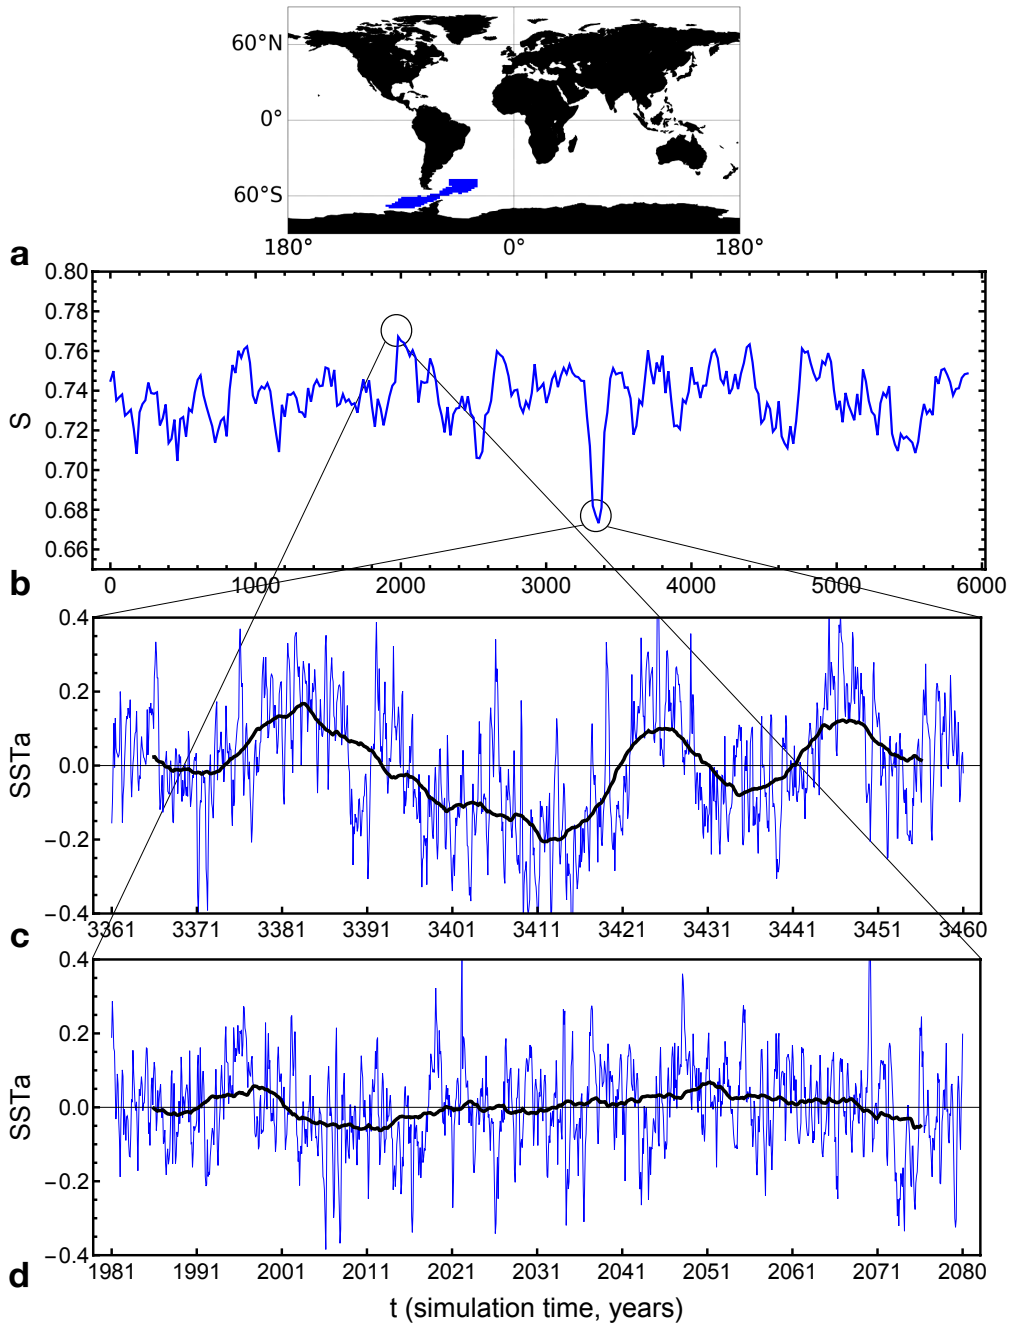 60°N
0°
60°S
180° 0° 180°
a
0.80
0.78
0.76
0.74
0.72
0.70
0.68
0.66
S
0 1000 2000 3000 4000 5000 6000
b
0.4
0.2
0.0
−0.2
−0.4
SSTa
3361 3371 3381 3391 3401 3411 3421 3431 3441 3451 3460
c
0.4
0.2
0.0
−0.2
−0.4
SSTa
1981 1991 2001 2011 2021 2031 2041 2051 2061 2071 2080
d
t (simulation time, years)